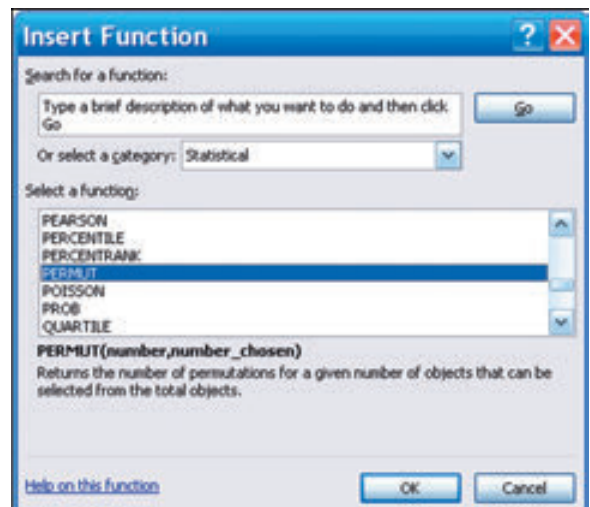 Insert Function
Search for a function:
Type a brief description of what you want to do and then click
Go
Go
Or select a category: Statistical
Select a function:
PEARSON
PERCENTILE
PERCENTRANK
PERMUT
POISSON
PROB
QUARTILE
PERMUT(number,number_chosen)
Returns the number of permutations for a given number of objects that can be
selected from the total objects.
Help on this function
OK
Cancel